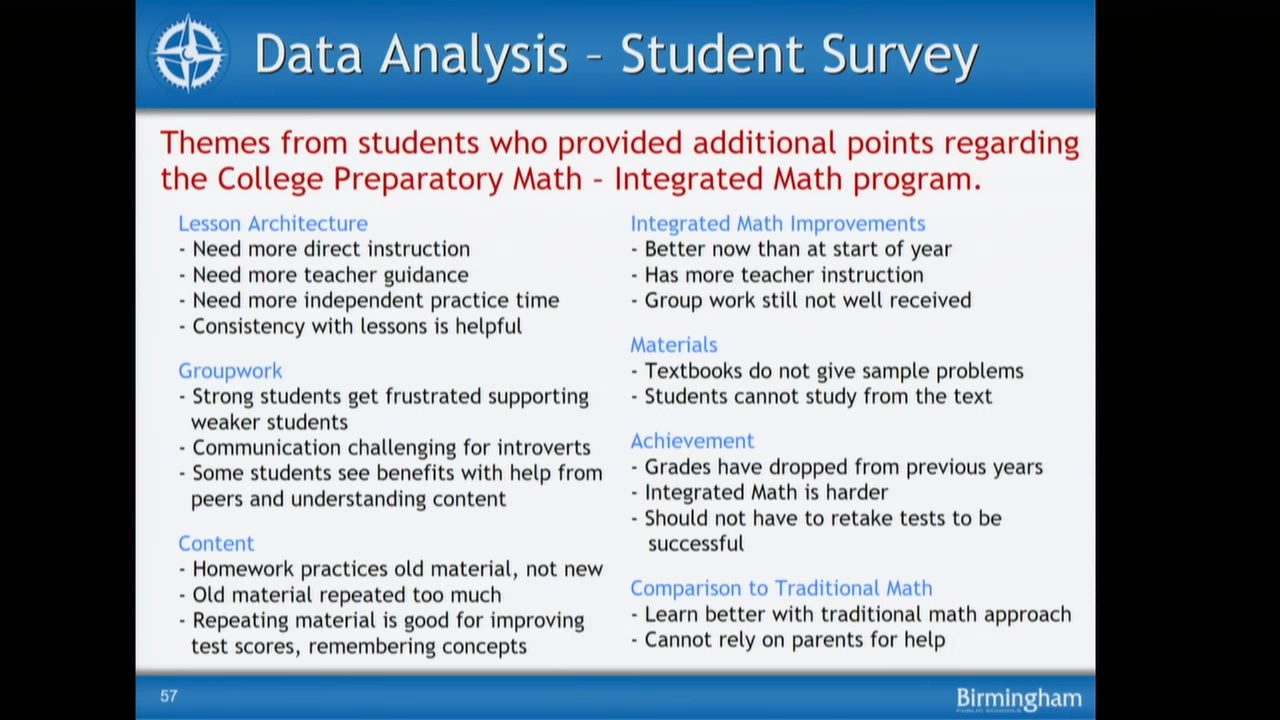 Data Analysis – Student Survey
Themes from students who provided additional points regarding
the College Preparatory Math – Integrated Math program.
Lesson Architecture
- Need more direct instruction
- Need more teacher guidance
- Need more independent practice time
- Consistency with lessons is helpful
Groupwork
- Strong students get frustrated supporting
weaker students
- Communication challenging for introverts
- Some students see benefits with help from
peers and understanding content
Content
- Homework practices old material, not new
- Old material repeated too much
- Repeating material is good for improving
test scores, remembering concepts
Integrated Math Improvements
- Better now than at start of year
- Has more teacher instruction
- Group work still not well received
Materials
- Textbooks do not give sample problems
- Students cannot study from the text
Achievement
- Grades have dropped from previous years
- Integrated Math is harder
- Should not have to retake tests to be
successful
Comparison to Traditional Math
- Learn better with traditional math approach
- Cannot rely on parents for help
57
Birmingham
PUBLIC SCHOOLS